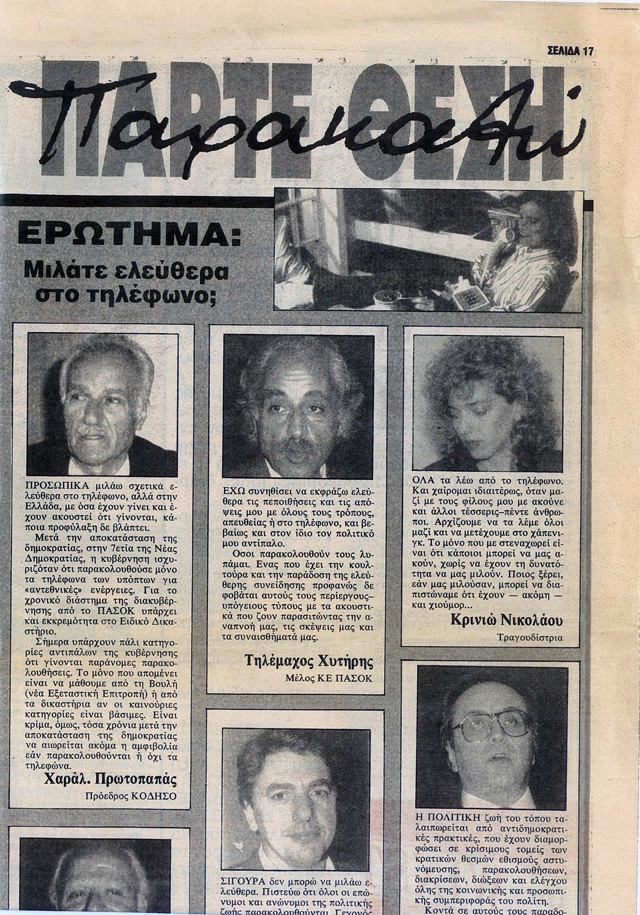 ΣΕΛΙΔΑ 17
ΠΑΡΤΕ ΘΕΣΗ
Παρακαλώ
ΕΡΩΤΗΜΑ:
Μιλάτε ελεύθερα
στο τηλέφωνο;
ΠΡΟΣΩΠΙΚΑ μιλάω σχετικά ε-
λεύθερα στο τηλέφωνο, αλλά στην
Ελλάδα, με όσα έχουν γίνει και
έχουν ακουστεί ότι γίνονται, κά-
ποια προφύλαξη δε βλάπτει.
Μετά την αποκατάσταση της
δημοκρατίας, στην 7ετία της Νέας
Δημοκρατίας, η κυβέρνηση ισχυ-
ριζόταν ότι παρακολουθούσε μόνο
τα τηλέφωνα των υπόπτων για
«αντεθνικές» ενέργειες. Για το
χρονικό διάστημα της διακυβέρ-
νησης από το ΠΑΣΟΚ υπάρχει
και εκκρεμότητα στο Ειδικό Δικα-
στήριο.
Σήμερα υπάρχουν πάλι κατηγο-
ρίες αντιπάλων της κυβέρνησης
ότι γίνονται παράνομες παρακο-
λουθήσεις. Το μόνο που απομένει
είναι να μάθουμε από τη Βουλή
(νέα Εξεταστική Επιτροπή) ή από
τα δικαστήρια αν οι καινούριες
κατηγορίες είναι βάσιμες. Είναι
κρίμα, όμως, τόσα χρόνια μετά την
αποκατάσταση της δημοκρατίας
να αιωρείται ακόμα η αμφιβολία
εάν παρακολουθούνται ή όχι τα
τηλέφωνα.
Χαράλ. Πρωτοπαπάς
Πρόεδρος ΚΟΔΗΣΟ
ΕΧΩ συνηθίσει να εκφράζω ελεύ-
θερα τις πεποιθήσεις και τις από-
ψεις μου με όλους τους τρόπους,
απευθείας ή στο τηλέφωνο, και βε-
βαίως και στον ίδιο τον πολιτικό
μου αντίπαλο.
Οσοι παρακολουθούν τους λυ-
πάμαι. Ενας που έχει την κουλ-
τούρα και την παράδοση της ελεύ-
θερης συνείδησης προφανώς δε
φοβάται αυτούς τους περίεργους-
υπόγειους τύπους με τα ακουστι-
κά που ζουν παρασιτώντας την α-
ναπνοή μας, τις σκέψεις μας και
τα συναισθήματά μας.
Τηλέμαχος Χυτήρης
Μέλος ΚΕ ΠΑΣΟΚ
ΟΛΑ τα λέω από το τηλέφωνο.
Και χαίρομαι ιδιαιτέρως, όταν μα-
ζί με τους φίλους μου με ακούνε
και άλλοι τέσσερις-πέντε άνθρω-
ποι. Αρχίζουμε να τα λέμε όλοι
μαζί και να μετέχουμε στο χάπενι-
γκ. Το μόνο που με στεναχωρεί εί-
ναι ότι κάποιοι μπορεί να μας α-
κούν, χωρίς να έχουν τη δυνατό-
τητα να μας μιλούν. Ποιος ξέρει,
εάν μας μιλούσαν, μπορεί να δια-
πιστώναμε ότι έχουν — ακόμη —
και χιούμορ...
Κρινιώ Νικολάου
Τραγουδίστρια
ΣΙΓΟΥΡΑ δεν μπορώ να μιλάω ε-
λεύθερα. Πιστεύω ότι όλοι οι επώ-
νυμοι και ανώνυμοι της πολιτικής
ζωής παρακολουθούνται. Γεγονός
Η ΠΟΛΙΤΙΚΗ ζωή του τόπου τα-
λαιπωρείται από αντιδημοκρατι-
κές πρακτικές, που έχουν διαμορ-
φώσει σε κρίσιμους τομείς των
κρατικών θεσμών εθισμούς αστυ-
νόμευσης, παρακολουθήσεων,
διακρίσεων, διώξεων και ελέγχου
όλης της κοινωνικής και προσωπι-
κής συμπεριφοράς του πολίτη.
Κοντά σε αυτούς τους παραδο-